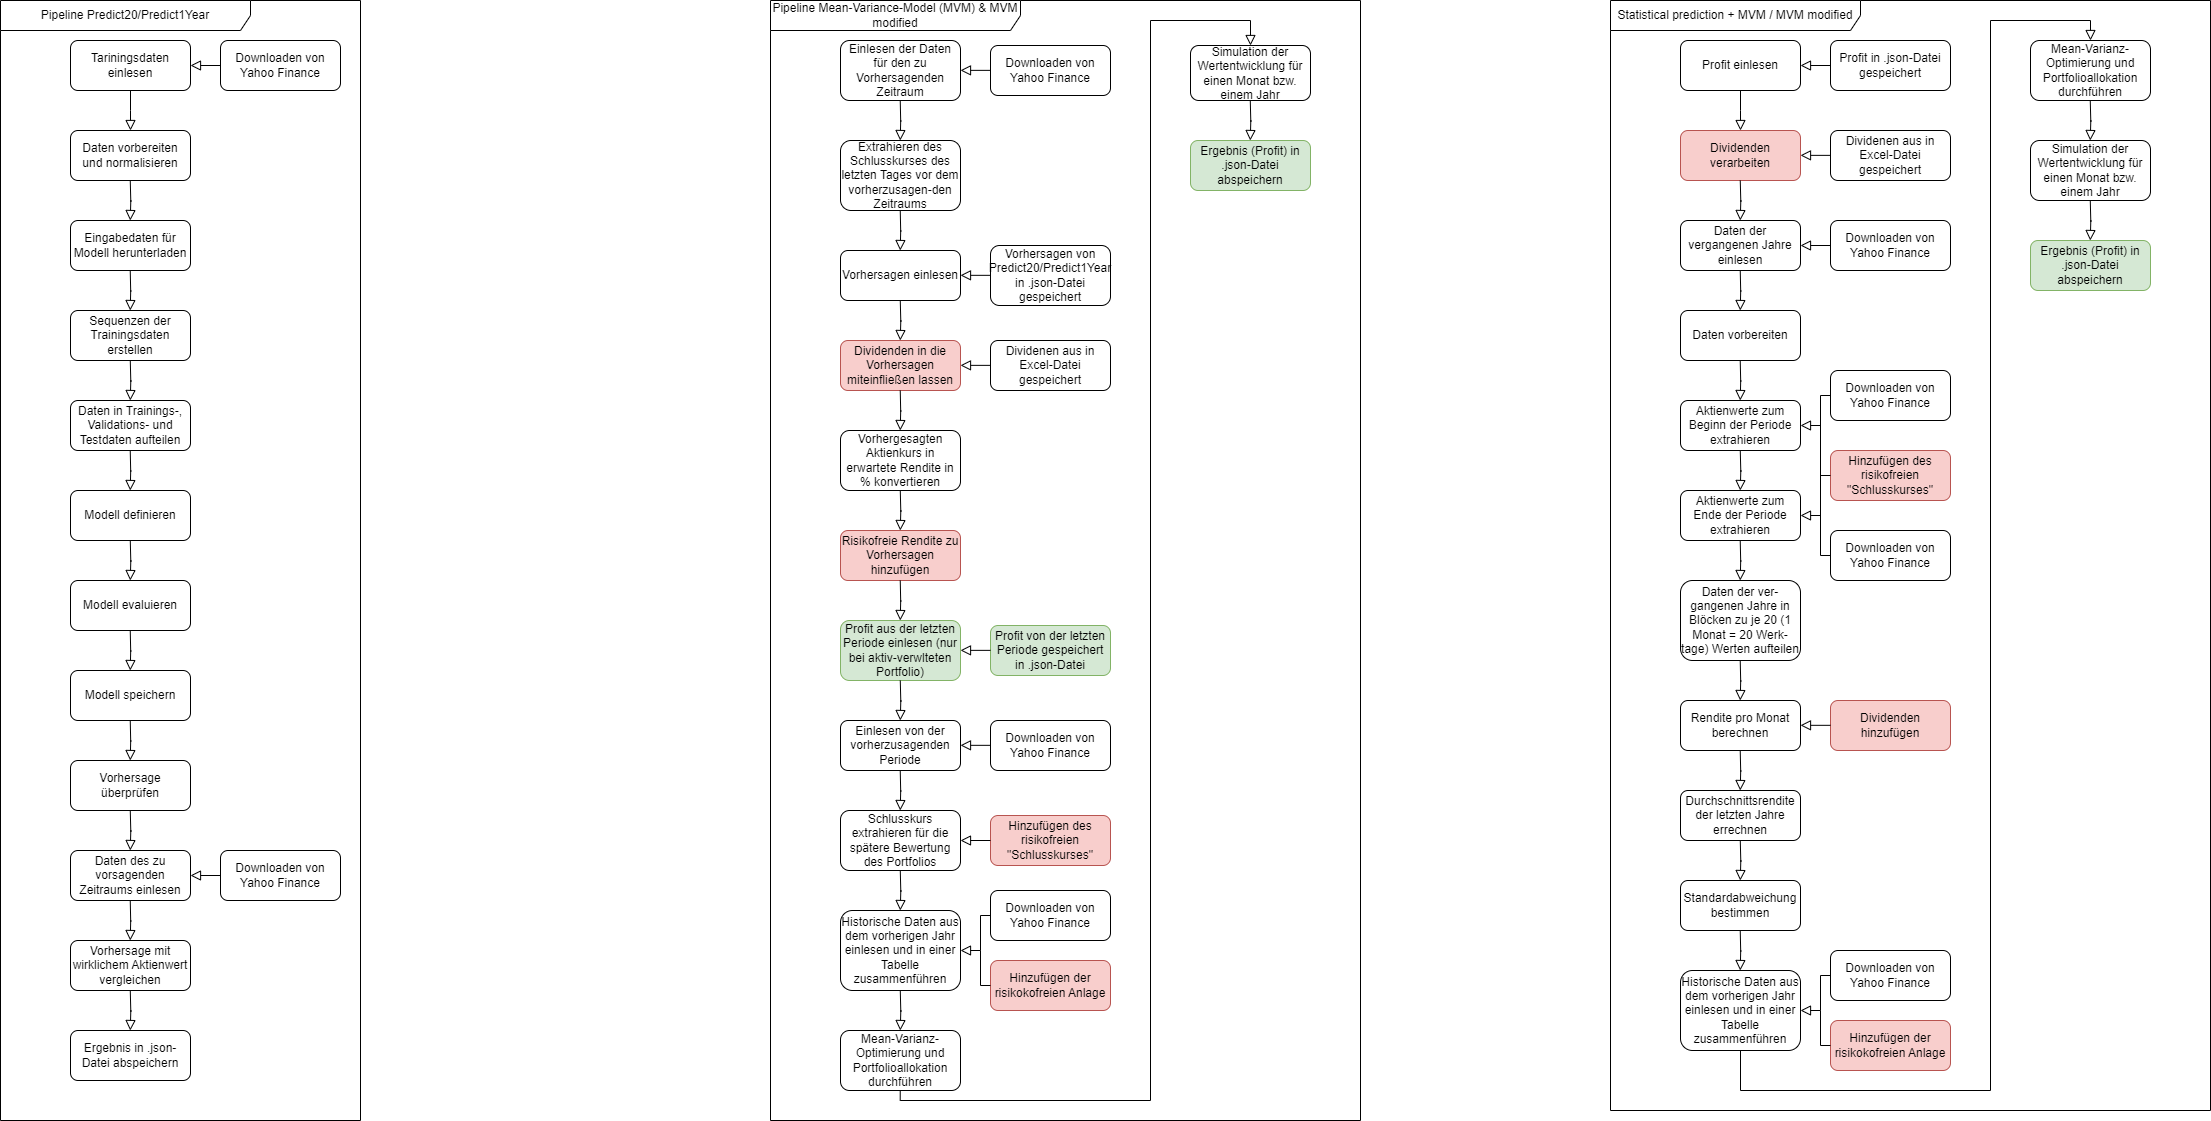 Pipeline Predict20/Predict1Year
Tariningsdaten
einlesen
Downloaden von
Yahoo Finance
Daten vorbereiten
und normalisieren
Eingabedaten für
Modell herunterladen
Sequenzen der
Trainingsdaten
erstellen
Daten in Trainings-,
Validations- und
Testdaten aufteilen
Modell definieren
Modell evaluieren
Modell speichern
Vorhersage
überprüfen
Daten des zu
vorsagenden
Zeitraums einlesen
Downloaden von
Yahoo Finance
Vorhersage mit
wirklichem Aktienwert
vergleichen
Ergebnis in .json-
Datei abspeichern
Pipeline Mean-Variance-Model (MVM) & MVM
modified
Einlesen der Daten
für den zu
Vorhersagenden
Zeitraum
Downloaden von
Yahoo Finance
Extrahieren des
Schlusskurses des
letzten Tages vor dem
vorherzusagen-den
Zeitraums
Vorhersagen einlesen
Vorhersagen von
Predict20/Predict1Year
in .json-Datei
gespeichert
Dividenden in die
Vorhersagen
miteinfließen lassen
Dividenen aus in
Excel-Datei
gespeichert
Vorhergesagten
Aktienkurs in
erwartete Rendite in
% konvertieren
Risikofreie Rendite zu
Vorhersagen
hinzufügen
Profit aus der letzten
Periode einlesen (nur
bei aktiv-verwlteten
Portfolio)
Profit von der letzten
Periode gespeichert
in .json-Datei
Einlesen von der
vorherzusagenden
Periode
Downloaden von
Yahoo Finance
Schlusskurs
extrahieren für die
spätere Bewertung
des Portfolios
Hinzufügen des
risikofreien
"Schlusskurses"
Historische Daten aus
dem vorherigen Jahr
einlesen und in einer
Tabelle
zusammenführen
Downloaden von
Yahoo Finance
Hinzufügen der
risikokofreien Anlage
Mean-Varianz-
Optimierung und
Portfolioallokation
durchführen
Simulation der
Wertentwicklung für
einen Monat bzw.
einem Jahr
Ergebnis (Profit) in
.json-Datei
abspeichern
Statistical prediction + MVM / MVM modified
Profit einlesen
Profit in .json-Datei
gespeichert
Dividenden
verarbeiten
Dividenen aus in
Excel-Datei
gespeichert
Daten der
vergangenen Jahre
einlesen
Downloaden von
Yahoo Finance
Daten vorbereiten
Aktienwerte zum
Beginn der Periode
extrahieren
Downloaden von
Yahoo Finance
Hinzufügen des
risikofreien
"Schlusskurses"
Aktienwerte zum
Ende der Periode
extrahieren
Downloaden von
Yahoo Finance
Daten der ver-
gangenen Jahre in
Blöcken zu je 20 (1
Monat = 20 Werk-
tage) Werten aufteilen
Rendite pro Monat
berechnen
Dividenden
hinzufügen
Durchschnittsrendite
der letzten Jahre
errechnen
Standardabweichung
bestimmen
Historische Daten aus
dem vorherigen Jahr
einlesen und in einer
Tabelle
zusammenführen
Downloaden von
Yahoo Finance
Hinzufügen der
risikokofreien Anlage
Mean-Varianz-
Optimierung und
Portfolioallokation
durchführen
Simulation der
Wertentwicklung für
einen Monat bzw.
einem Jahr
Ergebnis (Profit) in
.json-Datei
abspeichern